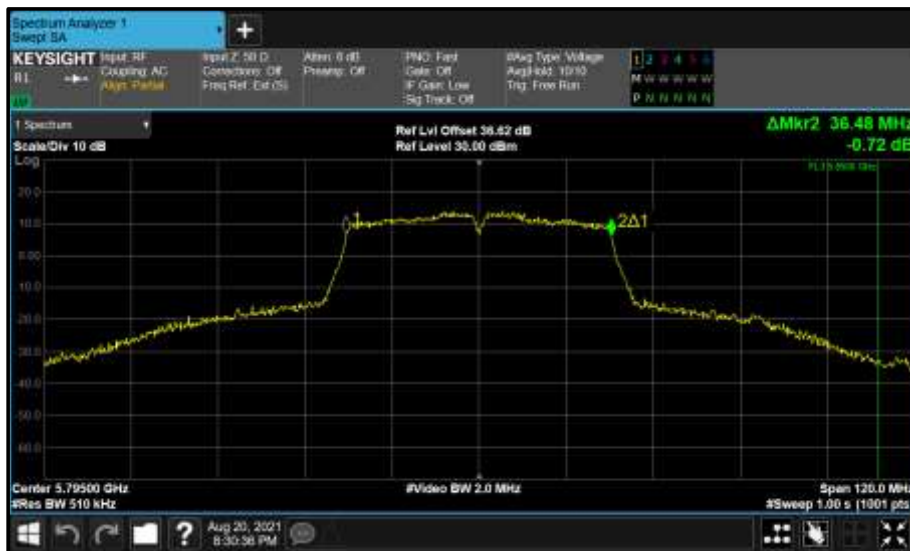 Spectrum Analyzer 1
Swept SA
+
KEYSIGHT
Input: RF
Coupling: AC
Align: Partial
Input Z: 50 Ω
Corrections: Off
Freq Ref: Ext (S)
Atten: 6 dB
Preamp: Off
PNO: Fast
Gate: Off
IF Gain: Low
Sig Track: Off
#Avg Type: Voltage
Avg|Hold: 10/10
Trig: Free Run
1 2 3 4 5 6
M W W W W W
P N N N N N
1 Spectrum
Scale/Div 10 dB
Ref Lvl Offset 36.62 dB
Ref Level 30.00 dBm
ΔMkr2 36.48 MHz
-0.72 dB
Log
20.0
10.0
0.00
-10.0
-20.0
-30.0
-40.0
-50.0
-60.0
1
2Δ1
Center 5.79500 GHz
#Res BW 510 kHz
#Video BW 2.0 MHz
Span 120.0 MHz
#Sweep 1.00 s (1001 pts)
?
Aug 20, 2021
8:30:36 PM